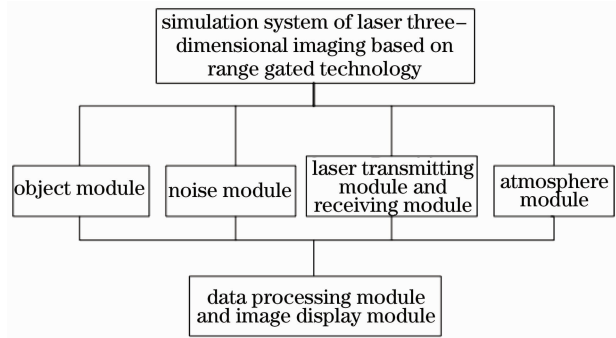 simulation system of laser three–
dimensional imaging based on
range gated technology
object module
noise module
laser transmitting
module and
receiving module
atmosphere
module
data processing module
and image display module